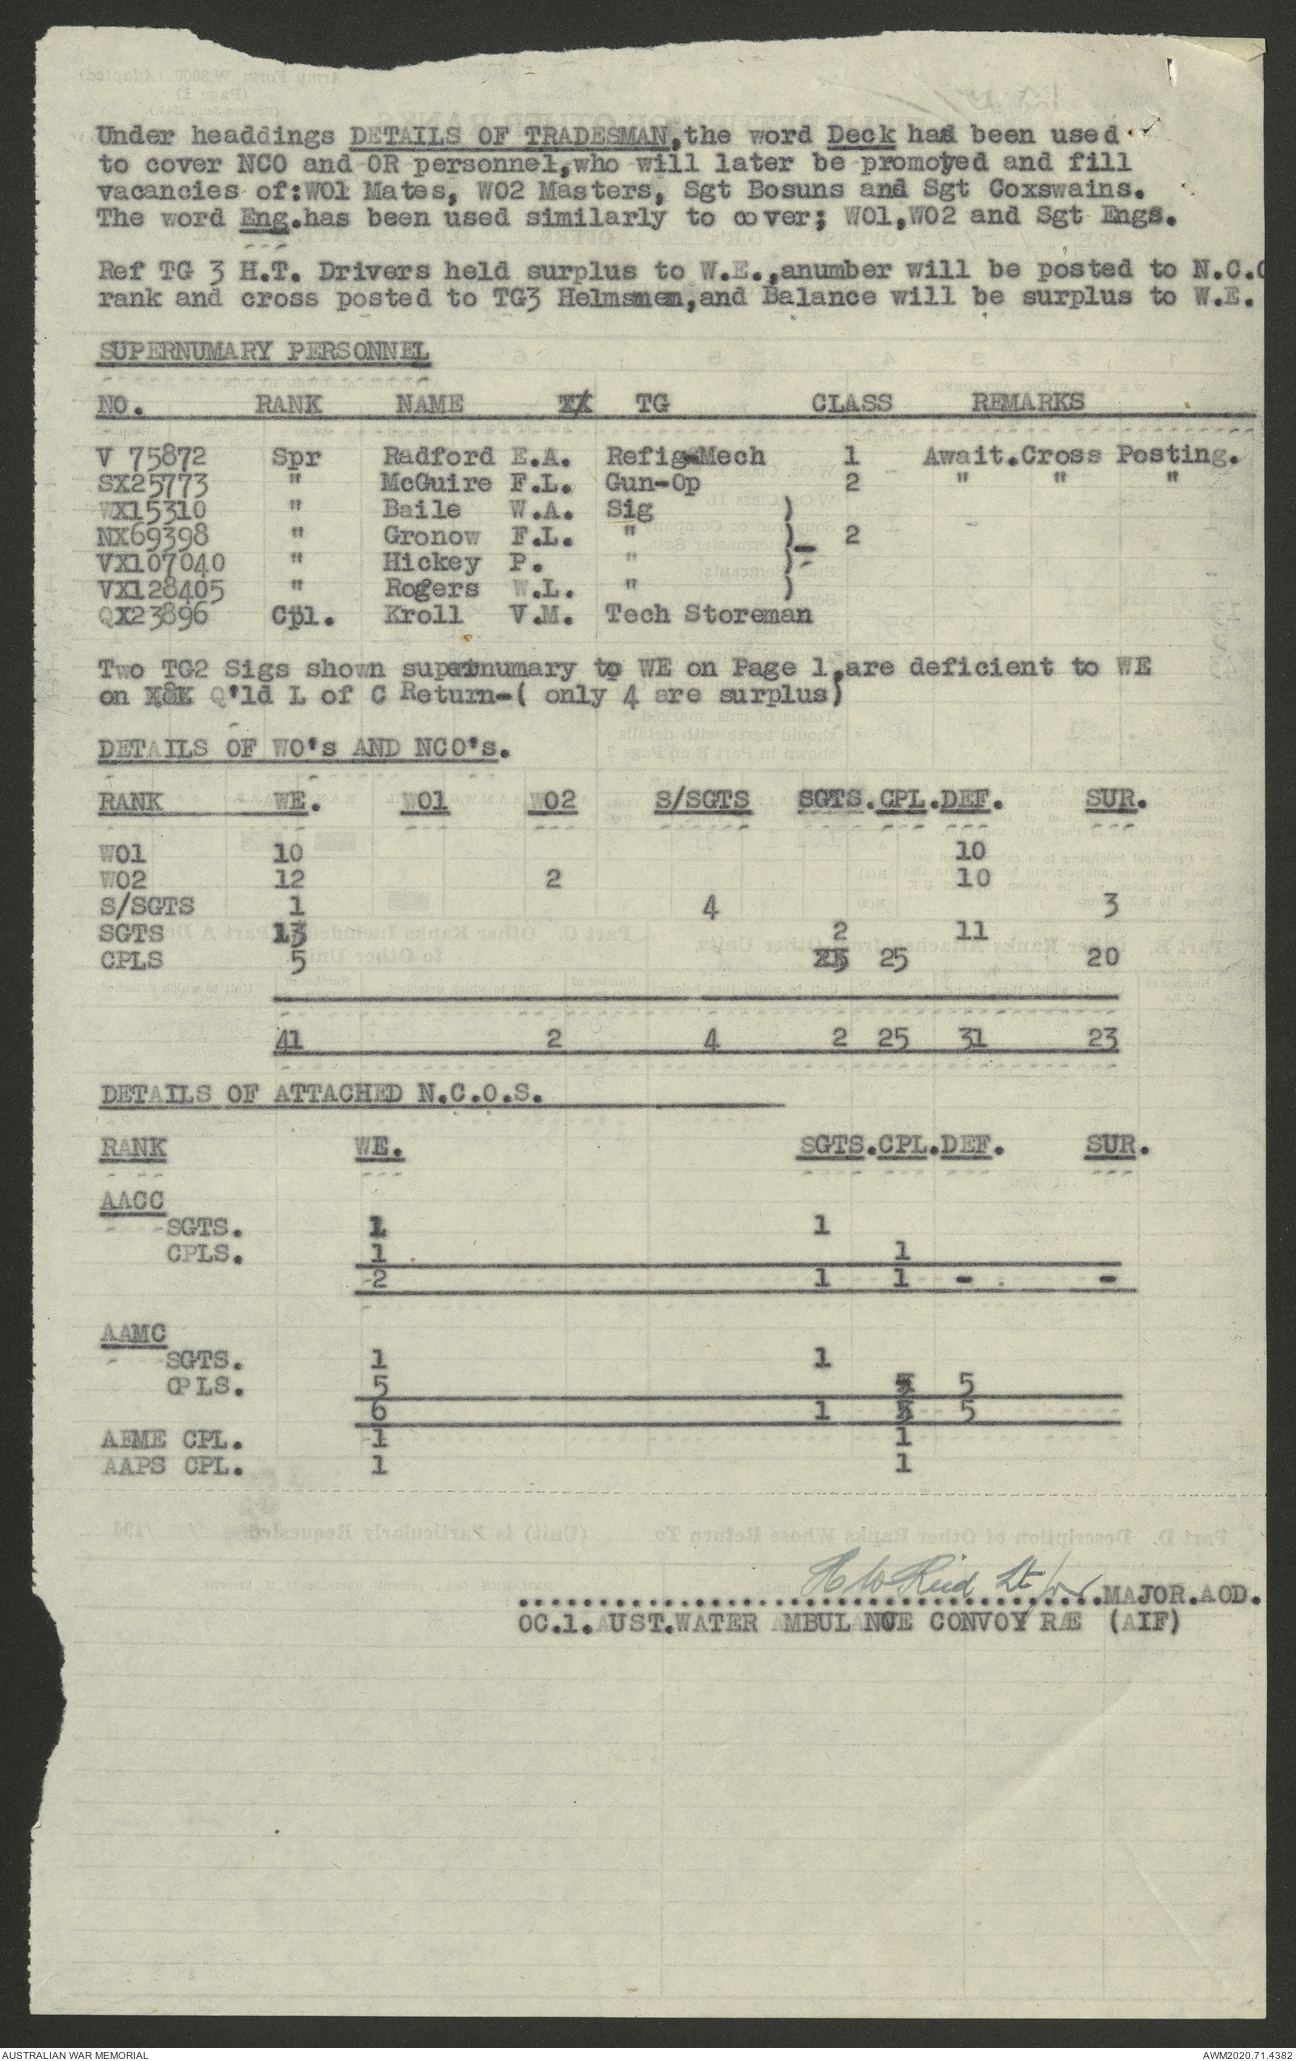 Under headdings DETAILS OF TRADESMAN,the word Deck had been used
to cover NCO and OR personnel,who will later be promoted and fill
vacancies of:WO1 Mates, WO2 Masters, Sgt Bosuns and Sgt Coxswains.
The word Eng.has been used similarly to cover; WO1,WO2 and Sgt Engs.
Ref TG 3 H.T. Drivers held surplus to W.E.,anumber will be posted to N.C.O
rank and cross posted to TG3 Helmsmen,and Balance will be surplus to W.E.
SUPERNUMARY PERSONNEL
NO. RANK NAME TG CLASS REMARKS
V 75872 Spr Radford E.A. Refig-Mech 1 Await.Cross Posting.
SX25773 " McGuire F.L. Gun-Op 2 " " "
WX15310 " Baile W.A. Sig )
NX69398 " Gronow F.L. " )_ 2
VX107040 " Hickey P. " )-
VX128405 " Rogers W.L. " )
QX23896 Cpl. Kroll V.M. Tech Storeman
Two TG2 Sigs shown supernumary to WE on Page 1,are deficient to WE
on Q'ld L of C Return-( only 4 are surplus)
DETAILS OF WO's AND NCO's.
RANK WE. WO1 WO2 S/SGTS SGTS.CPL.DEF. SUR.
WO1 10 10
WO2 12 2 10
S/SGTS 1 4 3
SGTS 13 2 11
CPLS 5 25 20
41 2 4 2 25 31 23
DETAILS OF ATTACHED N.C.O.S.
RANK WE. SGTS.CPL.DEF. SUR.
AACC
SGTS. 1 1
CPLS. 1 1
2 1 1 - -
AAMC
SGTS. 1 1
CPLS. 5 5
6 1 5
AEME CPL. 1 1
AAPS CPL. 1 1
H W Reid Lt for
........................................MAJOR.AOD.
OC.1.AUST.WATER AMBULANCE CONVOY RAE (AIF)
AUSTRALIAN WAR MEMORIAL AWM2020.71.4382